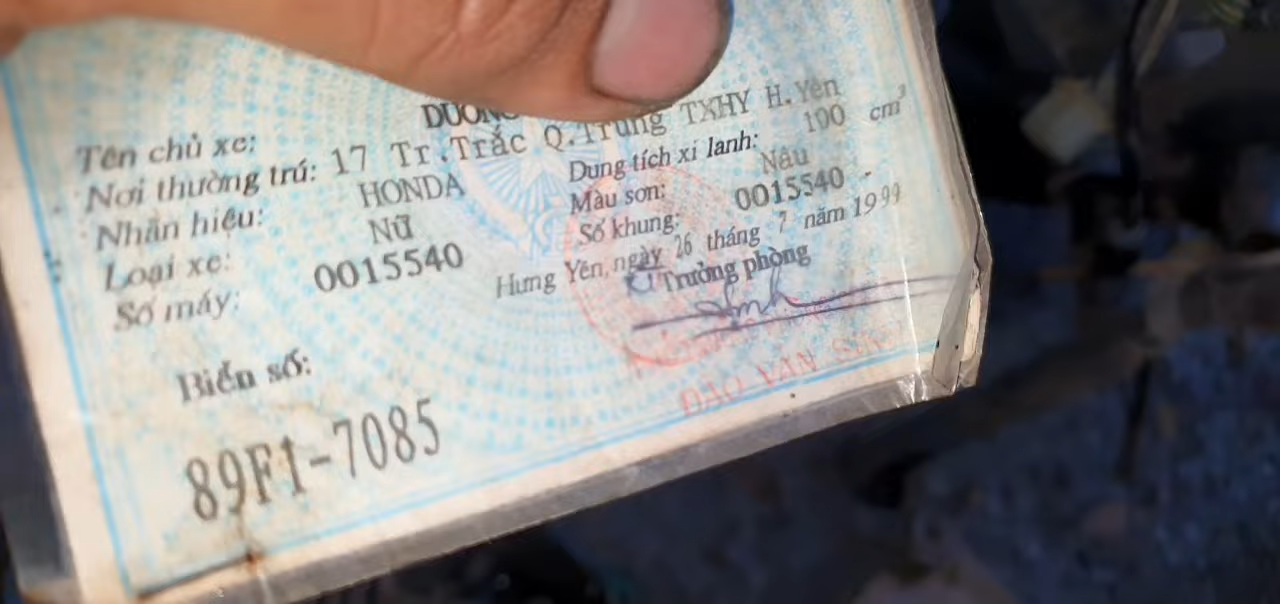 Tên chủ xe: DƯƠNG
Nơi thường trú: 17 Tr.Trắc Q.Trung TXHY H.Yên
Nhãn hiệu: HONDA Dung tích xi lanh: 100 cm³
Loại xe: Nữ Màu sơn: Nâu
Số máy: 0015540 Số khung: 0015540
Hưng Yên, ngày 26 tháng 7 năm 1999
KT Trưởng phòng
ĐÀO VĂN
Biển số:
89F1-7085